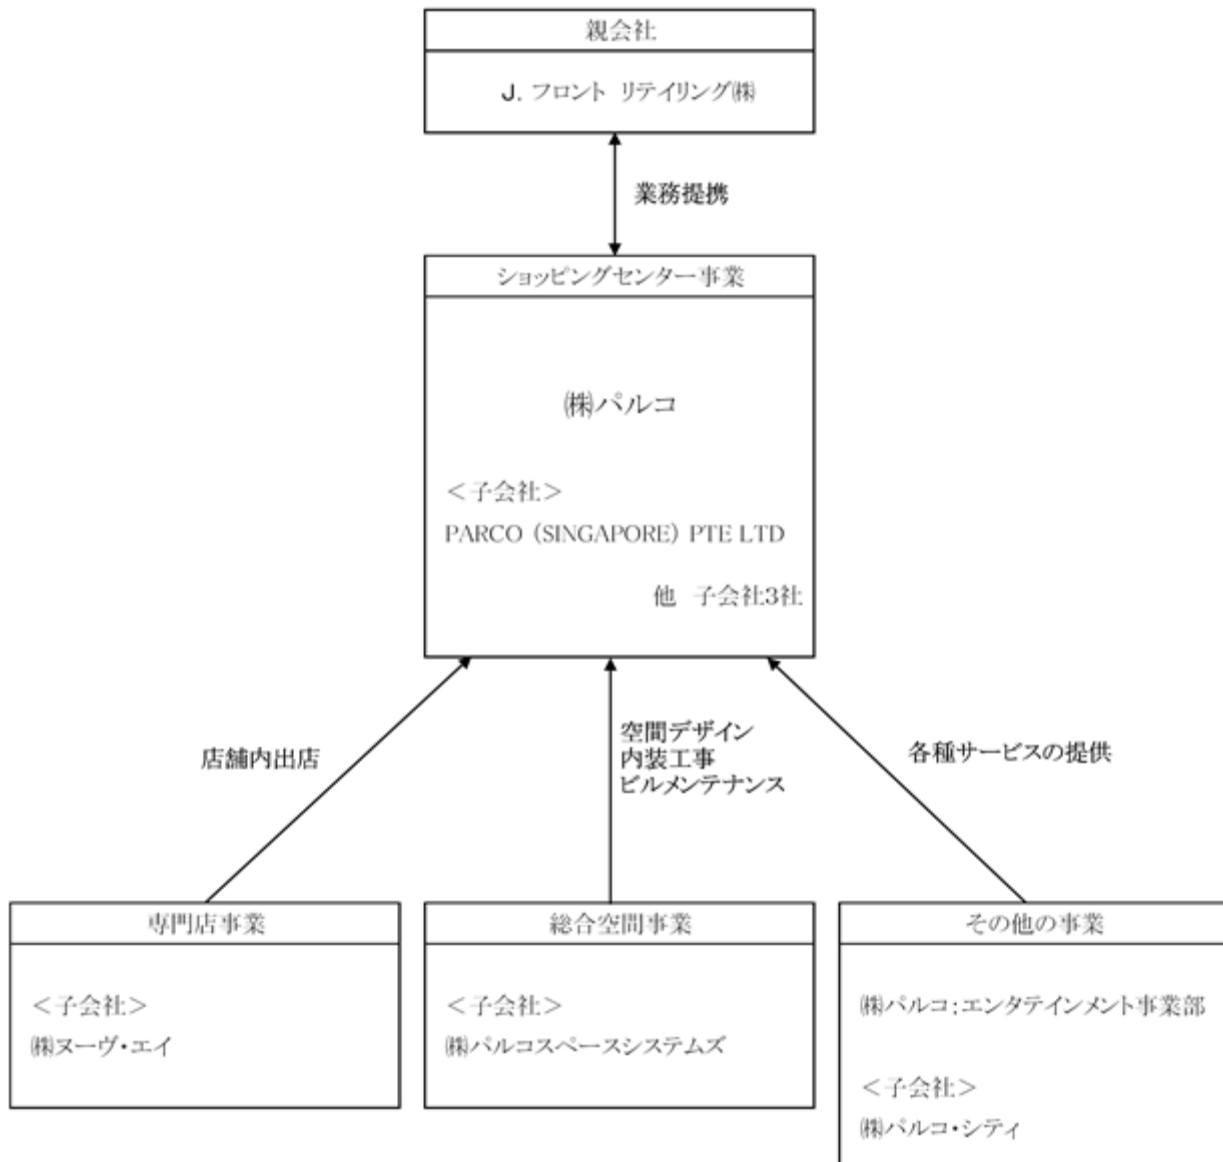 親会社
J. フロント リテイリング㈱
業務提携
ショッピングセンター事業
㈱パルコ
＜子会社＞
PARCO (SINGAPORE) PTE LTD
他 子会社3社
店舗内出店
空間デザイン
内装工事
ビルメンテナンス
各種サービスの提供
専門店事業
＜子会社＞
㈱ヌーヴ・エイ
総合空間事業
＜子会社＞
㈱パルコスペースシステムズ
その他の事業
㈱パルコ;エンタテインメント事業部
＜子会社＞
㈱パルコ・シティ